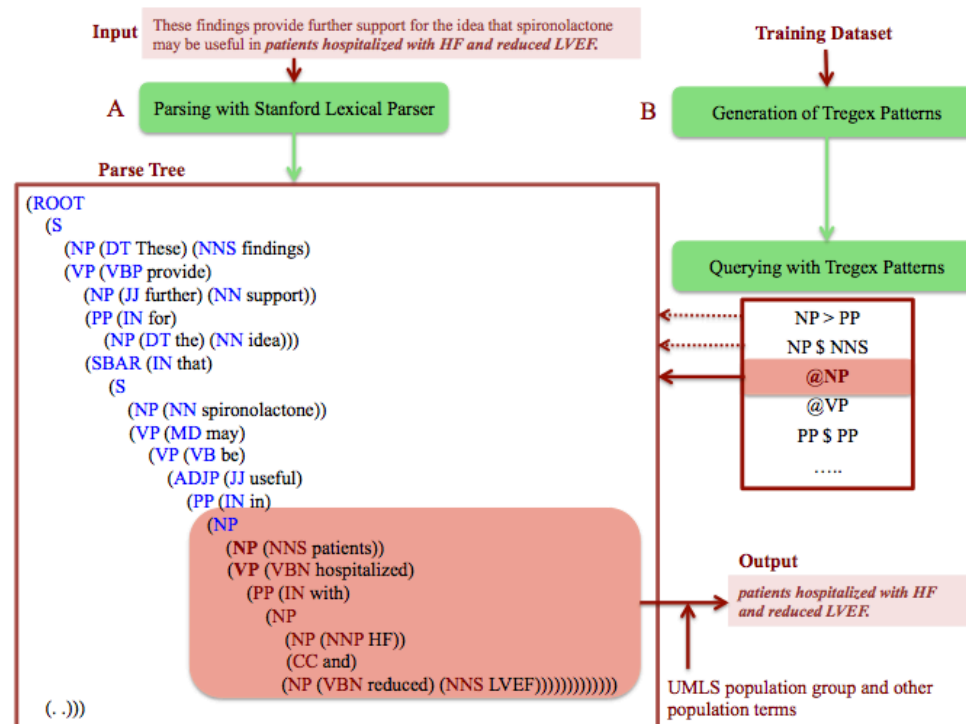 Input
These findings provide further support for the idea that spironolactone
may be useful in patients hospitalized with HF and reduced LVEF.
Training Dataset
A
Parsing with Stanford Lexical Parser
B
Generation of Tregex Patterns
Parse Tree
(ROOT
(S
(NP (DT These) (NNS findings)
(VP (VBP provide)
(NP (JJ further) (NN support))
(PP (IN for)
(NP (DT the) (NN idea)))
(SBAR (IN that)
(S
(NP (NN spironolactone))
(VP (MD may)
(VP (VB be)
(ADJP (JJ useful)
(PP (IN in)
(NP
(NP (NNS patients))
(VP (VBN hospitalized)
(PP (IN with)
(NP
(NP (NNP HF))
(CC and)
(NP (VBN reduced) (NNS LVEF)))))))))))))
(. .)))
Querying with Tregex Patterns
NP > PP
NP $ NNS
@NP
@VP
PP $ PP
…..
Output
patients hospitalized with HF
and reduced LVEF.
UMLS population group and other
population terms